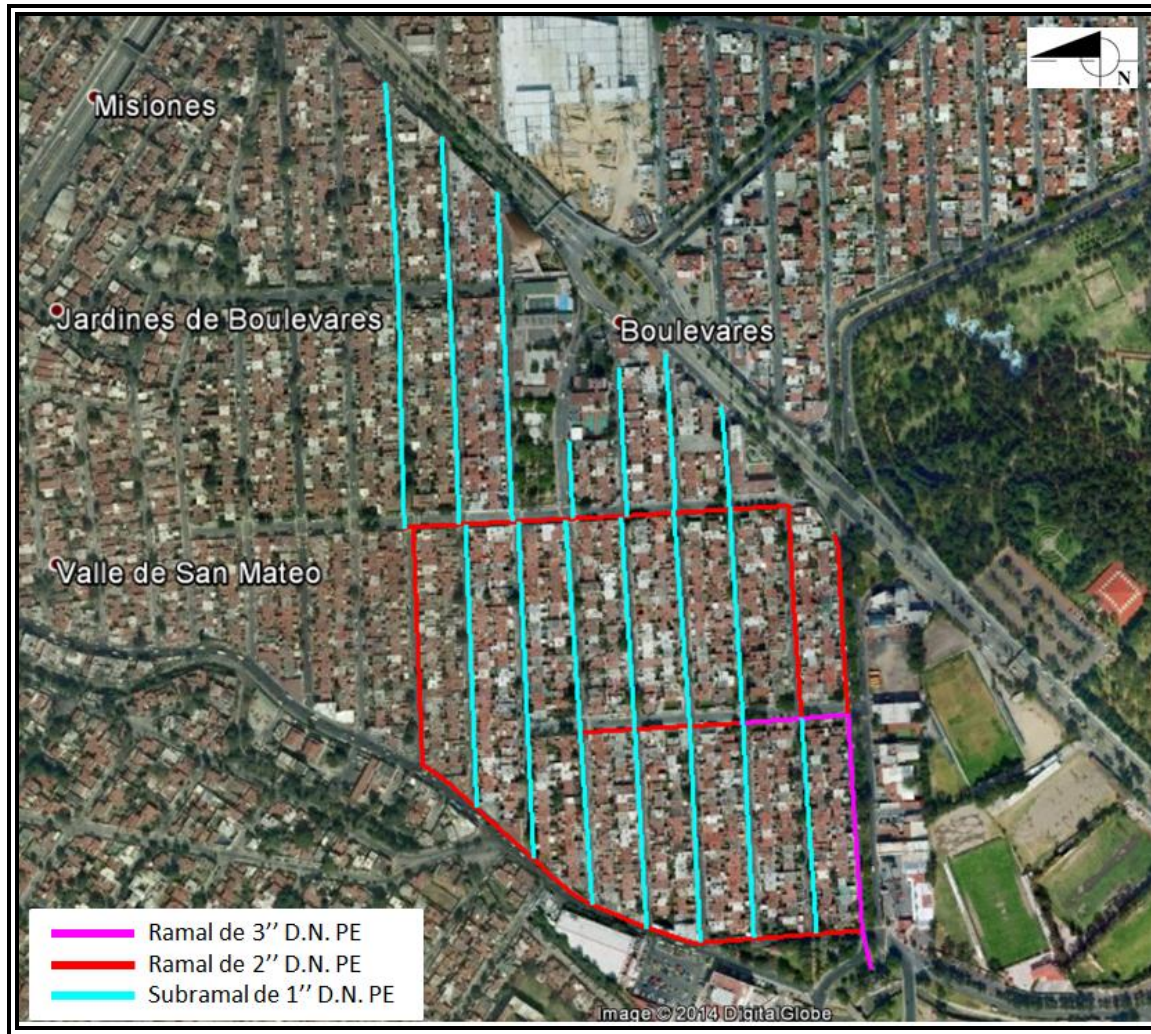 N
Misiones
Jardines de Boulevares
Boulevares
Valle de San Mateo
Ramal de 3’’ D.N. PE
Ramal de 2’’ D.N. PE
Subramal de 1’’ D.N. PE
Image © 2014 DigitalGlobe